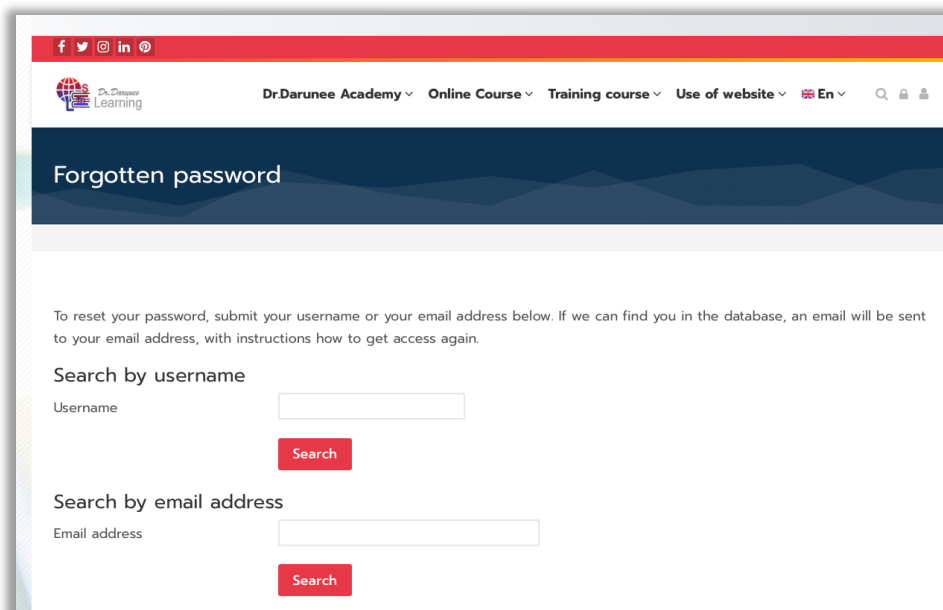 Dr.Darunee
Learning
Dr.Darunee Academy Online Course Training course Use of website En
Forgotten password
To reset your password, submit your username or your email address below. If we can find you in the database, an email will be sent
to your email address, with instructions how to get access again.
Search by username
Username
Search
Search by email address
Email address
Search